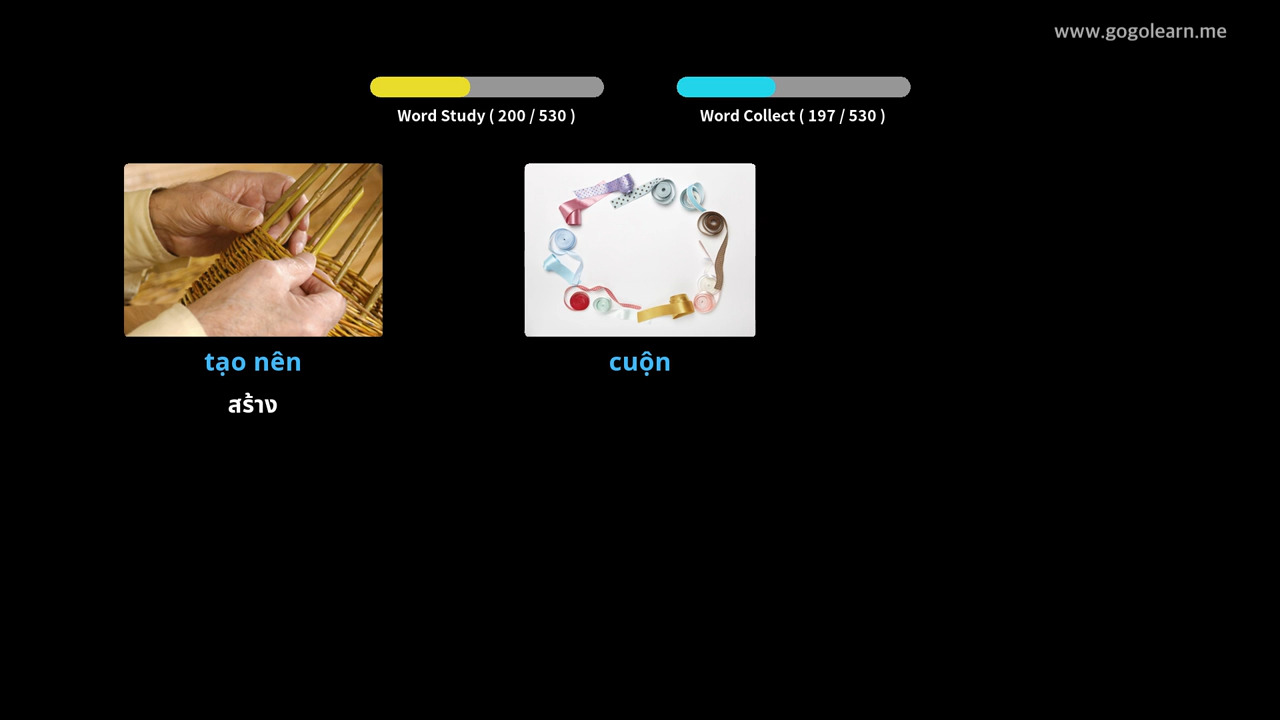 www.gogolearn.me
Word Study ( 200 / 530 )
Word Collect ( 197 / 530 )
tạo nên
สร้าง
cuộn